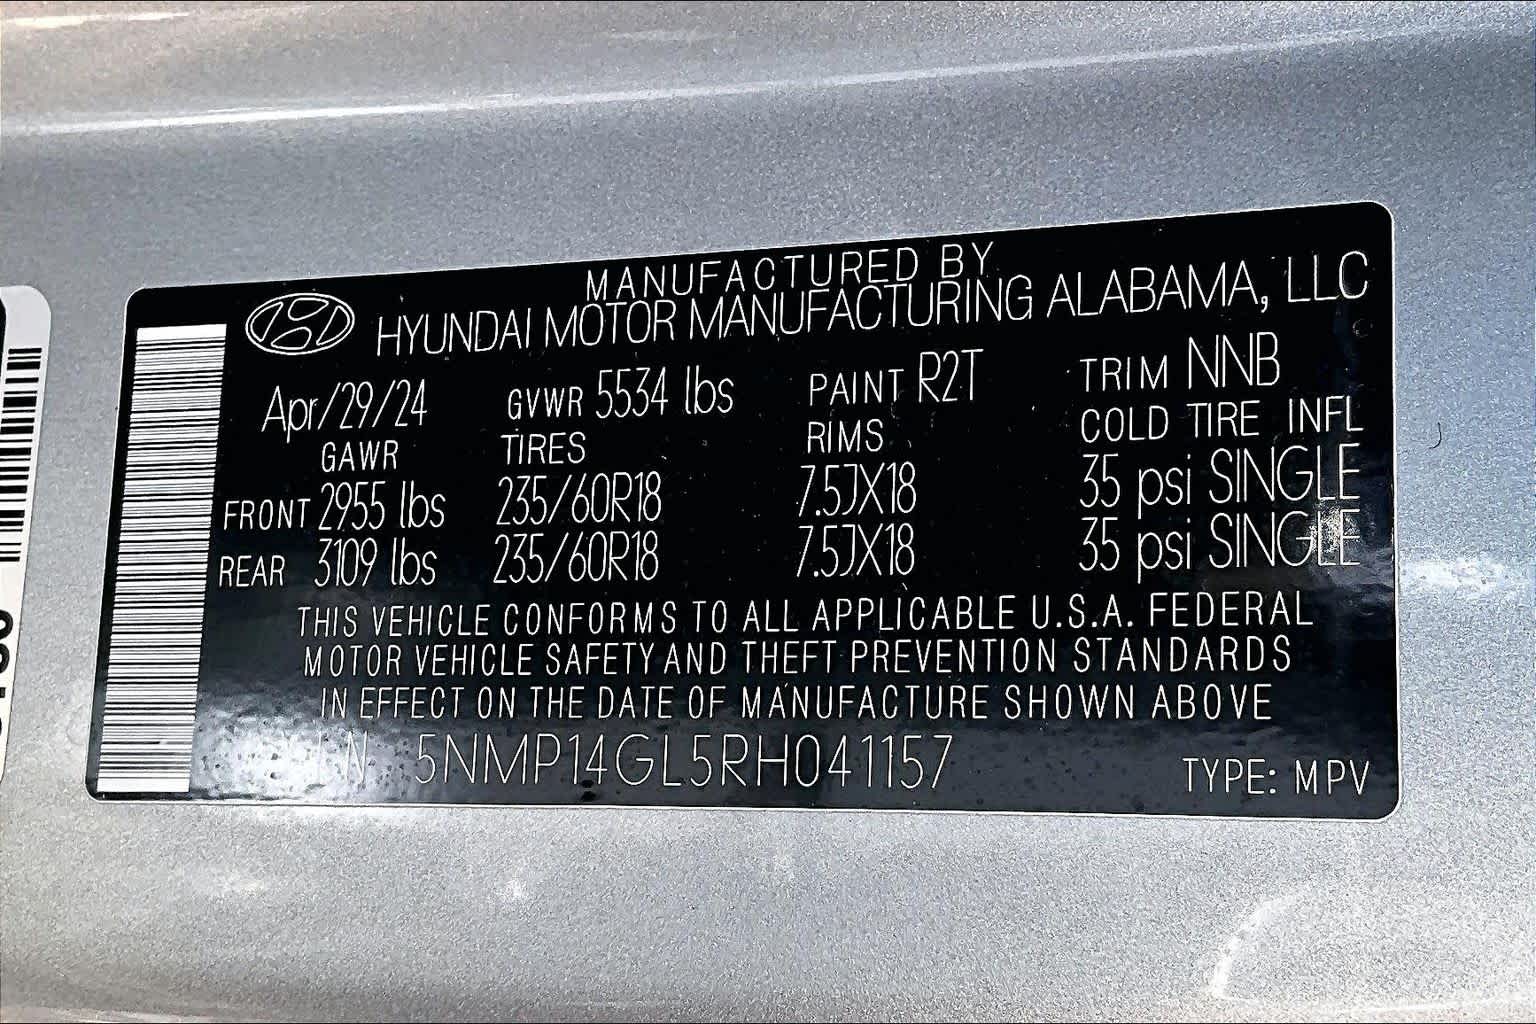 MANUFACTURED BY
HYUNDAI MOTOR MANUFACTURING ALABAMA, LLC
Apr/29/24 GVWR 5534 lbs PAINT R2T TRIM NNB
GAWR TIRES RIMS COLD TIRE INFL
FRONT 2955 lbs 235/60R18 7.5JX18 35 psi SINGLE
REAR 3109 lbs 235/60R18 7.5JX18 35 psi SINGLE
THIS VEHICLE CONFORMS TO ALL APPLICABLE U.S.A. FEDERAL
MOTOR VEHICLE SAFETY AND THEFT PREVENTION STANDARDS
IN EFFECT ON THE DATE OF MANUFACTURE SHOWN ABOVE
5NMP14GL5RH041157 TYPE: MPV